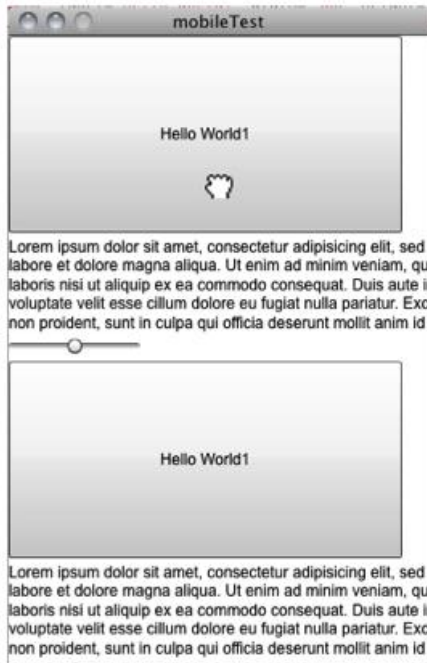 mobileTest
Hello World1
Lorem ipsum dolor sit amet, consectetur adipisicing elit, sed
labore et dolore magna aliqua. Ut enim ad minim veniam, qu
laboris nisi ut aliquip ex ea commodo consequat. Duis aute i
voluptate velit esse cillum dolore eu fugiat nulla pariatur. Exc
non proident, sunt in culpa qui officia deserunt mollit anim id
Hello World1
Lorem ipsum dolor sit amet, consectetur adipisicing elit, sed
labore et dolore magna aliqua. Ut enim ad minim veniam, qu
laboris nisi ut aliquip ex ea commodo consequat. Duis aute i
voluptate velit esse cillum dolore eu fugiat nulla pariatur. Exc
non proident, sunt in culpa qui officia deserunt mollit anim id